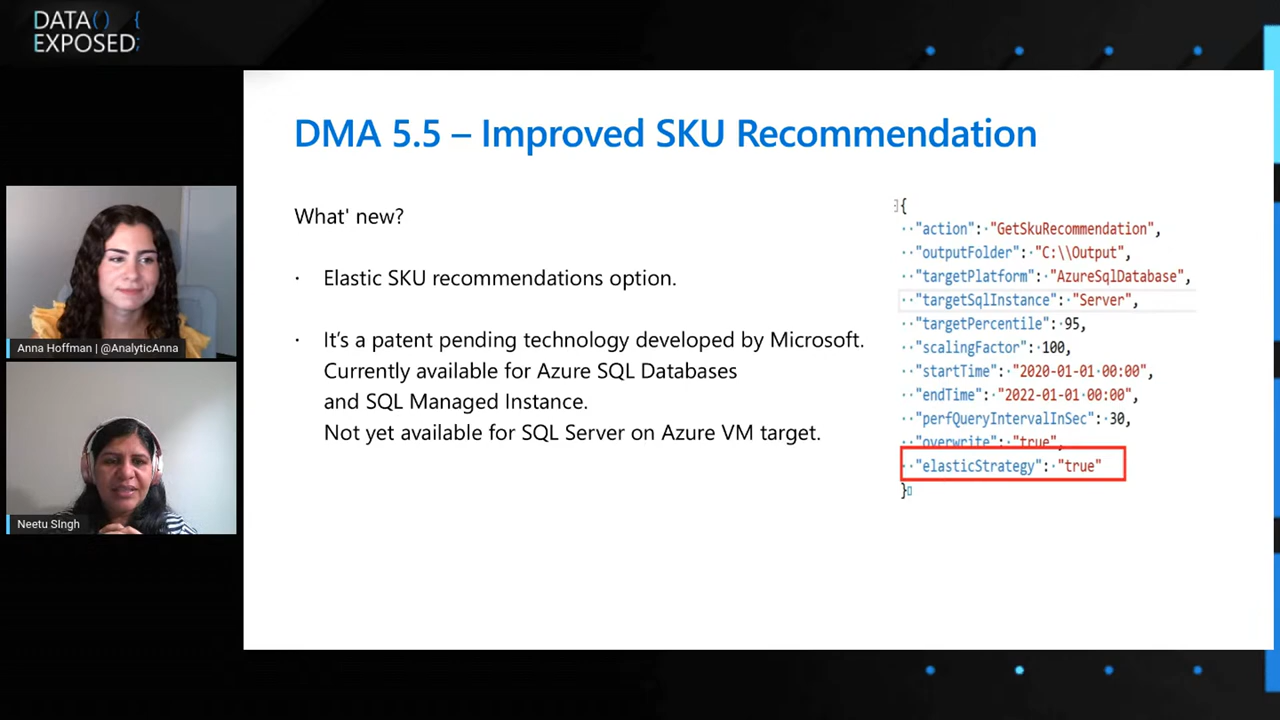 DATA() {
EXPOSED;
DMA 5.5 – Improved SKU Recommendation
What' new?
· Elastic SKU recommendations option.
· It's a patent pending technology developed by Microsoft.
Currently available for Azure SQL Databases
and SQL Managed Instance.
Not yet available for SQL Server on Azure VM target.
{
"action": "GetSkuRecommendation",
"outputFolder": "C:\\Output",
"targetPlatform": "AzureSqlDatabase",
"targetSqlInstance": "Server",
"targetPercentile": 95,
"scalingFactor": 100,
"startTime": "2020-01-01 00:00",
"endTime": "2022-01-01 00:00",
"perfQueryIntervalInSec": 30,
"overwrite": "true",
"elasticStrategy": "true"
}
Anna Hoffman | @AnalyticAnna
Neetu SIngh